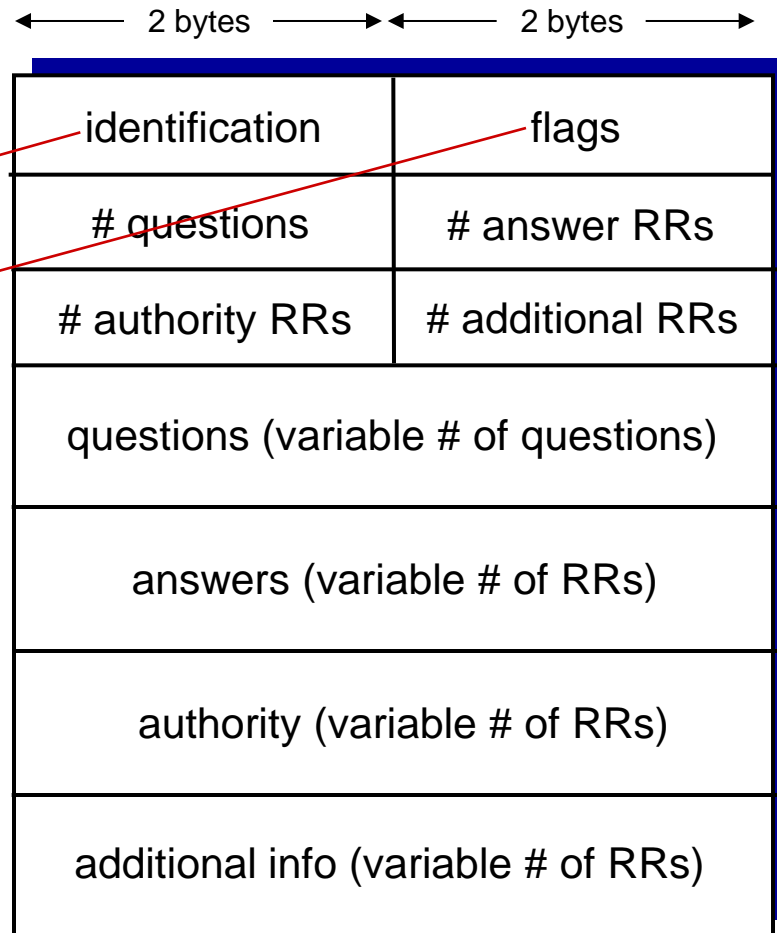 2 bytes 2 bytes
identification flags
# questions # answer RRs
# authority RRs # additional RRs
questions (variable # of questions)
answers (variable # of RRs)
authority (variable # of RRs)
additional info (variable # of RRs)